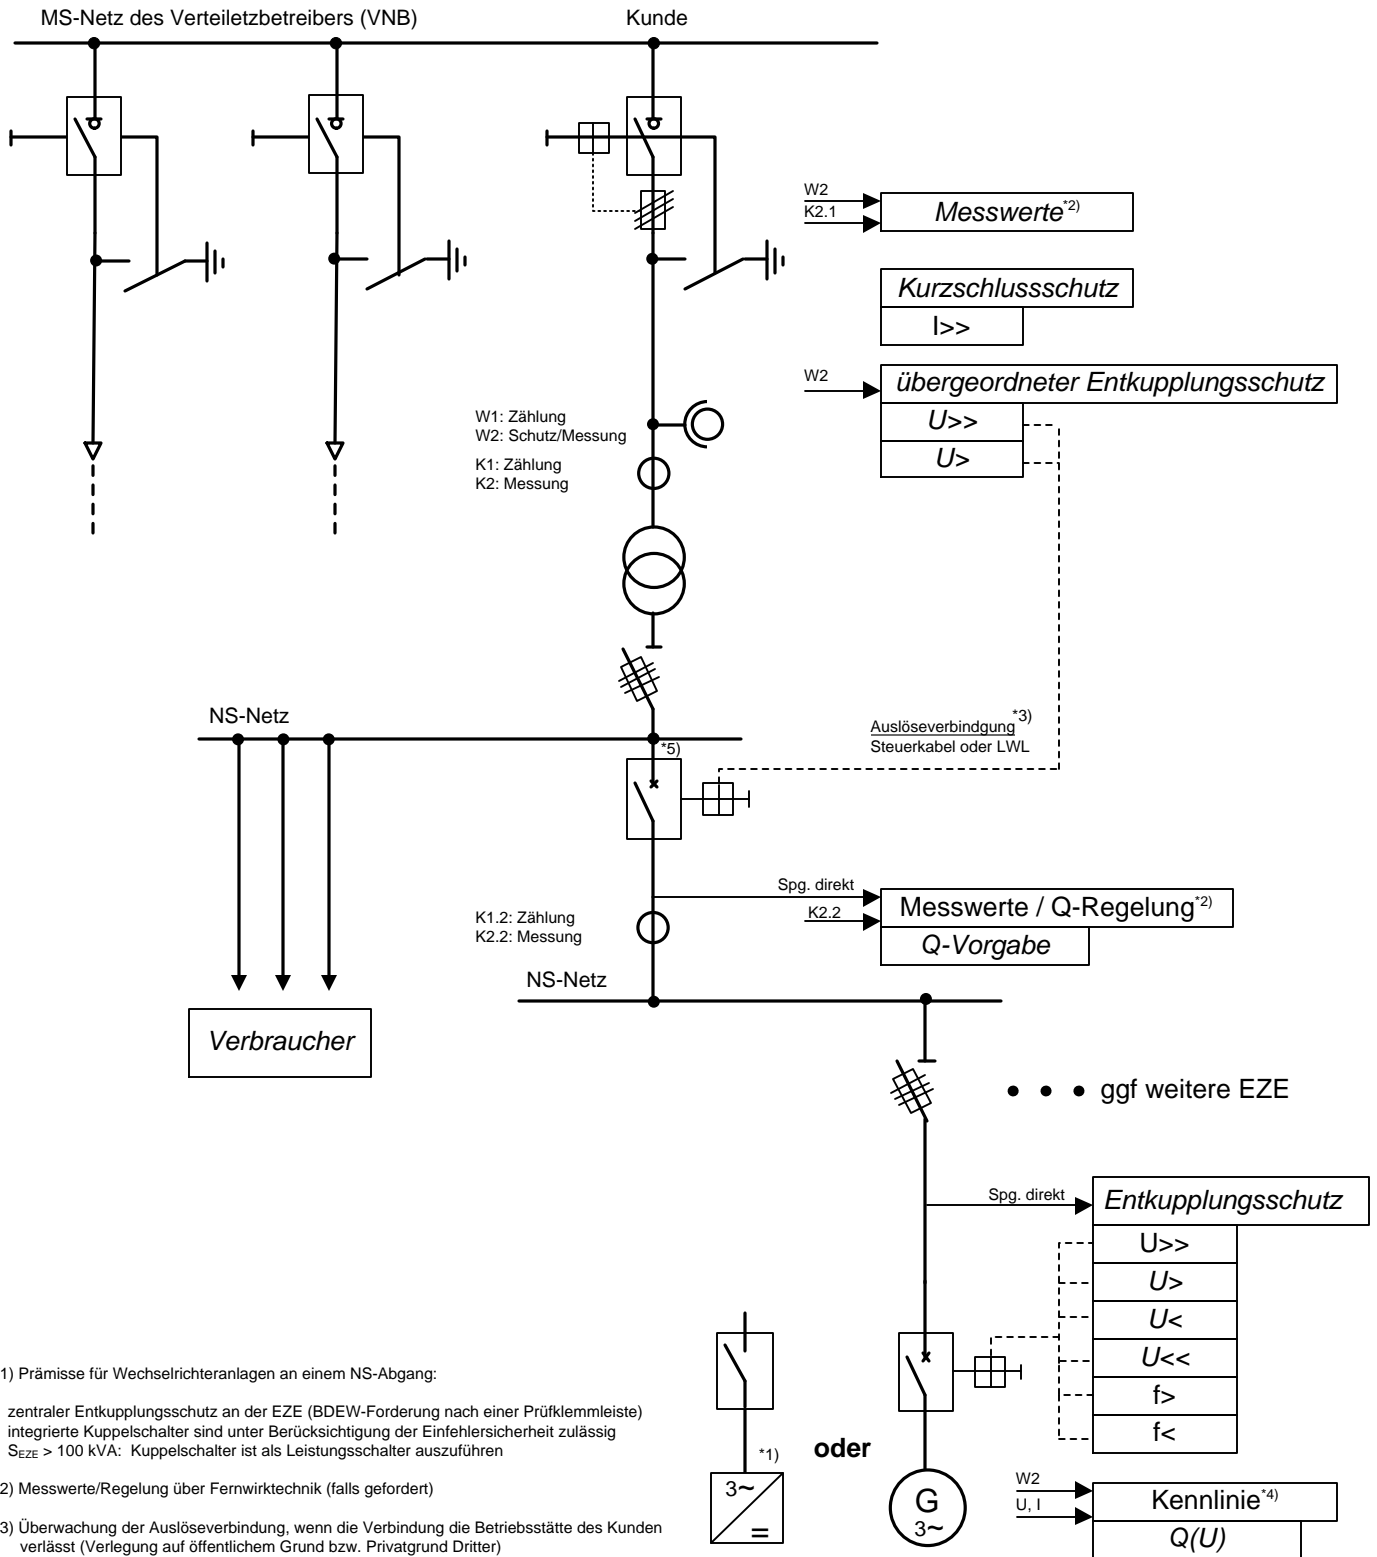 MS-Netz des Verteiletzbetreibers (VNB)
Kunde
W2
K2.1
Messwerte*2)
Kurzschlussschutz
I>>
W2
übergeordneter Entkupplungsschutz
U>>
U>
W1: Zählung
W2: Schutz/Messung
K1: Zählung
K2: Messung
NS-Netz
*5)
Auslöseverbindgung*3)
Steuerkabel oder LWL
Spg. direkt
K2.2
Messwerte / Q-Regelung*2)
Q-Vorgabe
K1.2: Zählung
K2.2: Messung
NS-Netz
Verbraucher
ggf weitere EZE
Spg. direkt
Entkupplungsschutz
U>>
U>
U<
U<<
f>
f<
*1)
oder
3~
=
G
3~
W2
U, I
Kennlinie*4)
Q(U)
1) Prämisse für Wechselrichteranlagen an einem NS-Abgang:
zentraler Entkupplungsschutz an der EZE (BDEW-Forderung nach einer Prüfklemmleiste)
integrierte Kuppelschalter sind unter Berücksichtigung der Einfehlersicherheit zulässig
SEZE > 100 kVA: Kuppelschalter ist als Leistungsschalter auszuführen
2) Messwerte/Regelung über Fernwirktechnik (falls gefordert)
3) Überwachung der Auslöseverbindung, wenn die Verbindung die Betriebsstätte des Kunden
verlässt (Verlegung auf öffentlichem Grund bzw. Privatgrund Dritter)